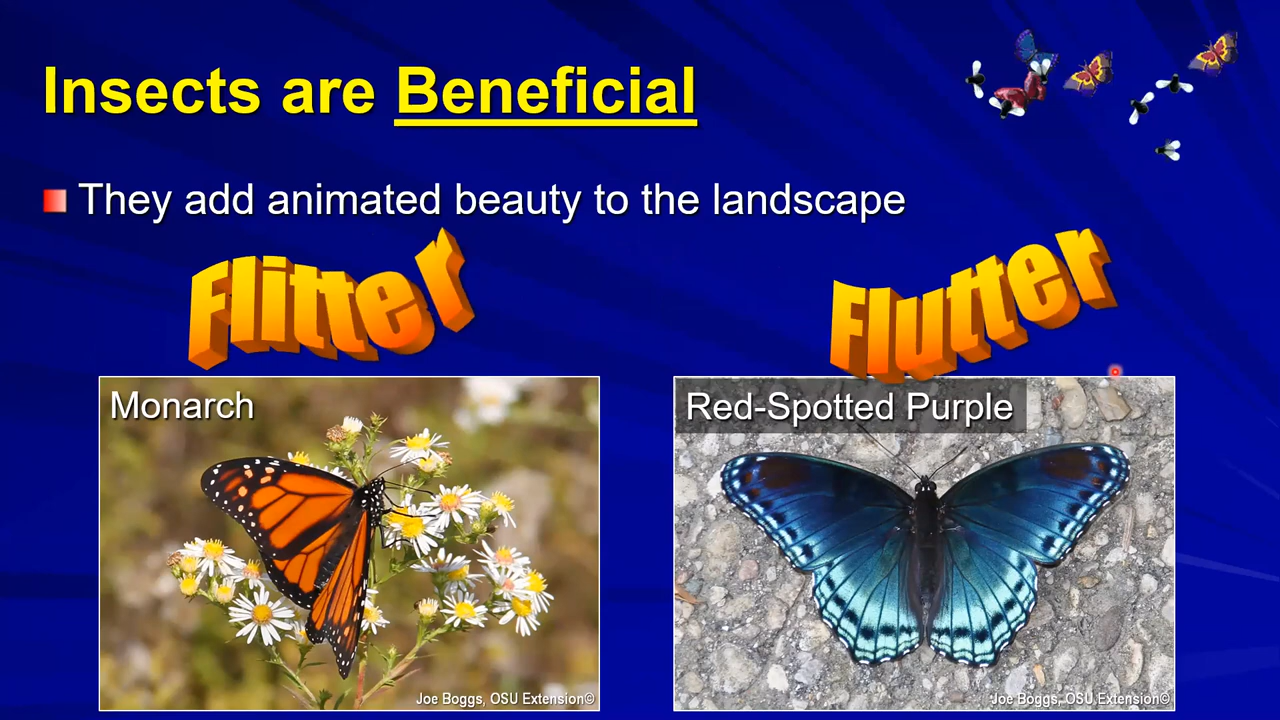 Insects are Beneficial
They add animated beauty to the landscape
Flitter
Flutter
Monarch
Red-Spotted Purple
Joe Boggs, OSU Extension©
Joe Boggs, OSU Extension©